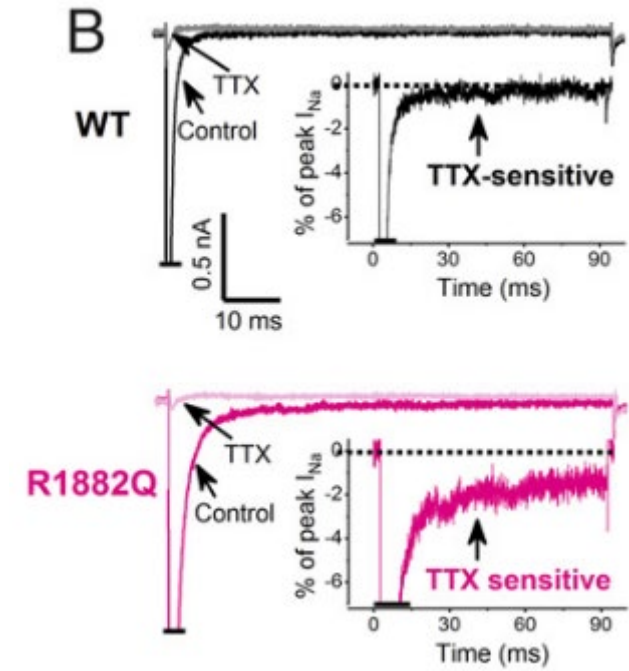 B
WT
TTX
Control
0.5 nA
10 ms
% of peak I_Na
0
-2
-4
-6
TTX-sensitive
0 30 60 90
Time (ms)
R1882Q
TTX
Control
% of peak I_Na
0
-2
-4
-6
TTX sensitive
0 30 60 90
Time (ms)